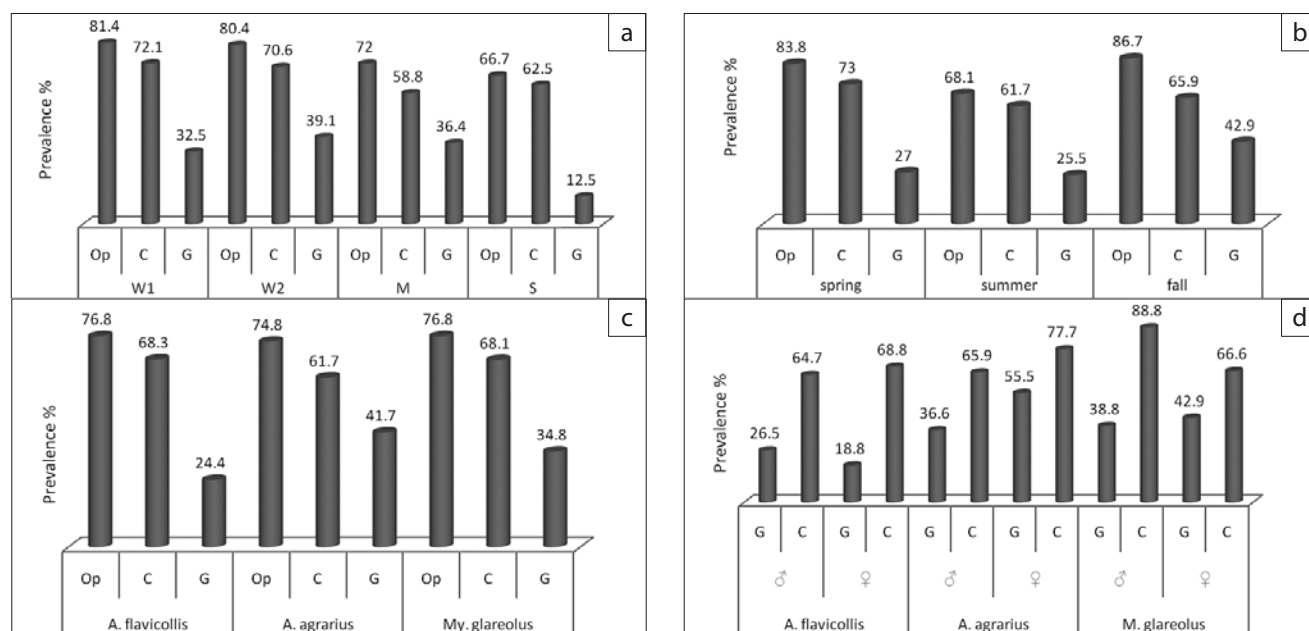 a
Prevalence %
81.4 72.1 32.5 80.4 70.6 39.1 72 58.8 36.4 66.7 62.5 12.5
Op C G Op C G Op C G Op C G
W1 W2 M S
b
Prevalence %
83.8 73 27 68.1 61.7 25.5 86.7 65.9 42.9
Op C G Op C G Op C G
spring summer fall
c
Prevalence %
76.8 68.3 24.4 74.8 61.7 41.7 76.8 68.1 34.8
Op C G Op C G Op C G
A. flavicollis A. agrarius My. glareolus
d
Prevalence %
26.5 64.7 18.8 68.8 36.6 65.9 55.5 77.7 38.8 88.8 42.9 66.6
G C G C G C G C G C G C
♂ ♀ ♂ ♀ ♂ ♀
A. flavicollis A. agrarius M. glareolus